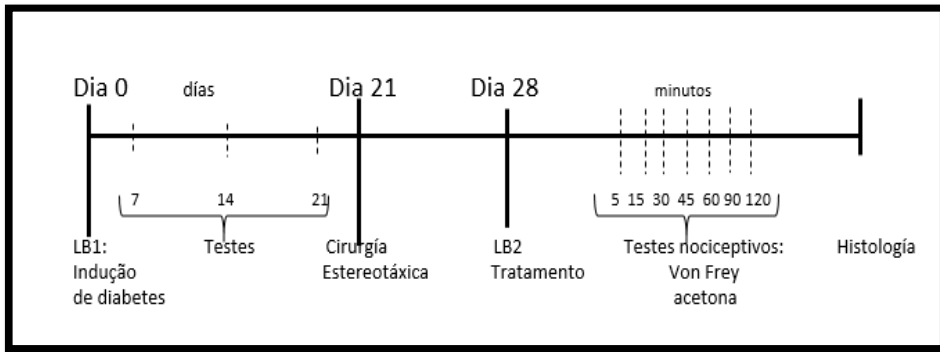 Dia 0 días Dia 21 Dia 28 minutos
7 14 21 5 15 30 45 60 90 120
LB1: Testes Cirurgía LB2 Testes nociceptivos: Histología
Indução Estereotáxica Tratamento Von Frey
de diabetes acetona